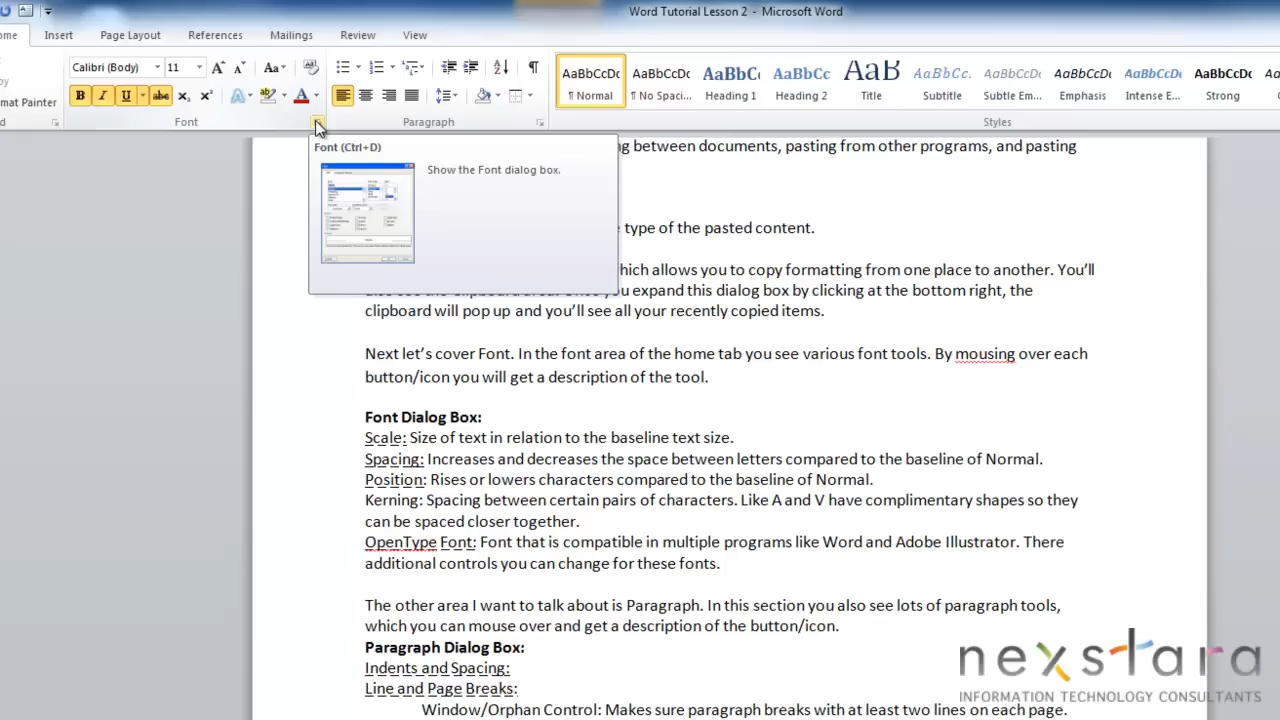 Word Tutorial Lesson 2 - Microsoft Word
ome Insert Page Layout References Mailings Review View
Calibri (Body) 11 Aa
AaBbCcDc AaBbCcDc AaBbC AaBbCc AaB AaBbCc. AaBbCcDc AaBbCcDc AaBbCcDc AaBbCcDc
B I U abc x₂ x² A A
¶ Normal ¶ No Spaci... Heading 1 Heading 2 Title Subtitle Subtle Em... Emphasis Intense E... Strong
mat Painter
d Font Paragraph Styles
Font (Ctrl+D)
Show the Font dialog box.
g between documents, pasting from other programs, and pasting
type of the pasted content.
hich allows you to copy formatting from one place to another. You’ll
u expand this dialog box by clicking at the bottom right, the
clipboard will pop up and you’ll see all your recently copied items.
Next let’s cover Font. In the font area of the home tab you see various font tools. By mousing over each
button/icon you will get a description of the tool.
Font Dialog Box:
Scale: Size of text in relation to the baseline text size.
Spacing: Increases and decreases the space between letters compared to the baseline of Normal.
Position: Rises or lowers characters compared to the baseline of Normal.
Kerning: Spacing between certain pairs of characters. Like A and V have complimentary shapes so they
can be spaced closer together.
OpenType Font: Font that is compatible in multiple programs like Word and Adobe Illustrator. There
additional controls you can change for these fonts.
The other area I want to talk about is Paragraph. In this section you also see lots of paragraph tools,
which you can mouse over and get a description of the button/icon.
Paragraph Dialog Box:
Indents and Spacing:
Line and Page Breaks:
Window/Orphan Control: Makes sure paragraph breaks with at least two lines on each page.
nexstara
INFORMATION TECHNOLOGY CONSULTANTS